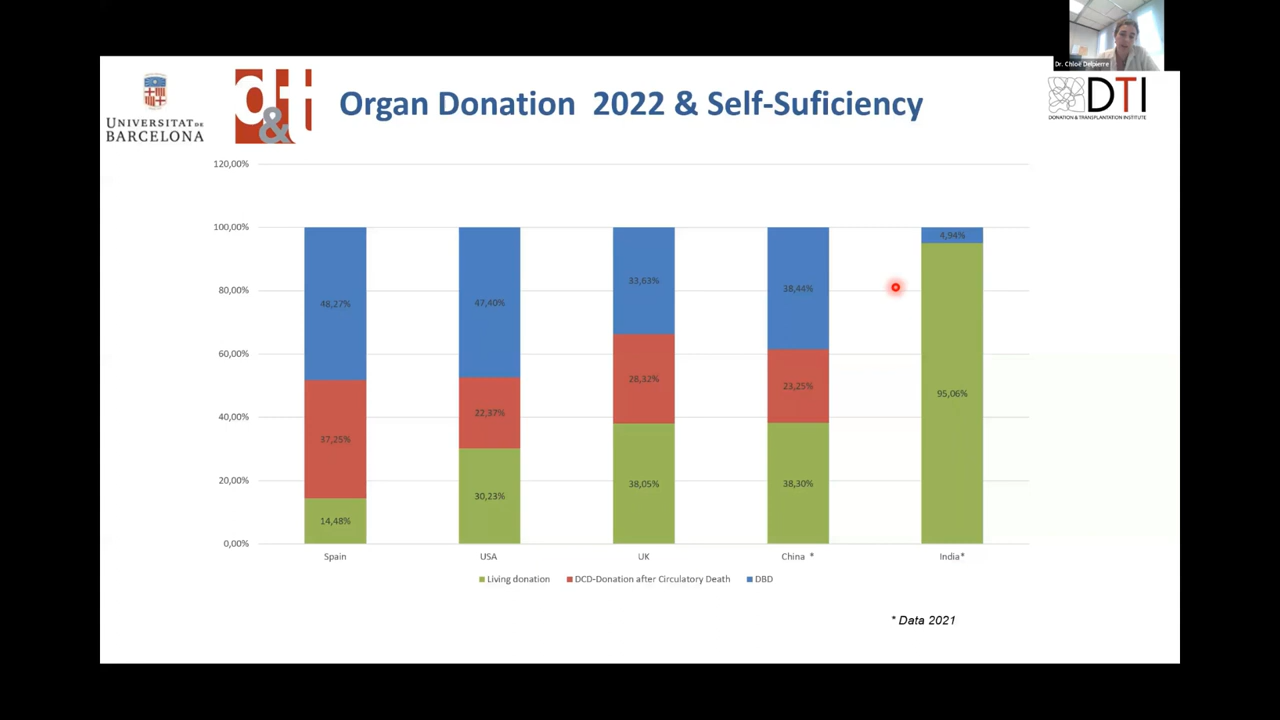 Dr. Chloë Delpierre
UNIVERSITAT DE
BARCELONA
d&t
Organ Donation 2022 & Self-Suficiency
DTI
DONATION & TRANSPLANTATION INSTITUTE
120,00%
100,00%
80,00%
60,00%
40,00%
20,00%
0,00%
48,27%
37,25%
14,48%
47,40%
22,37%
30,23%
33,63%
28,32%
38,05%
38,44%
23,25%
38,30%
4,94%
95,06%
Spain
USA
UK
China *
India*
Living donation
DCD-Donation after Circulatory Death
DBD
* Data 2021